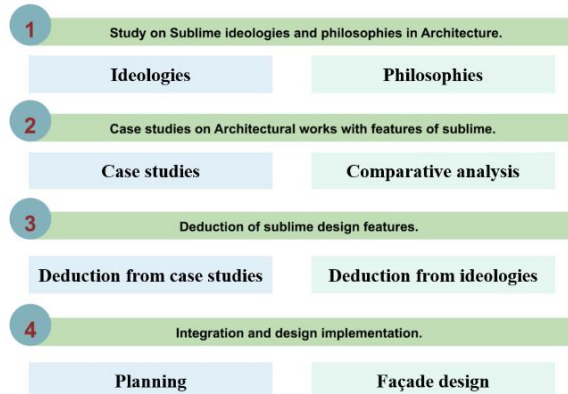 1
Study on Sublime ideologies and philosophies in Architecture.
Ideologies
Philosophies
2
Case studies on Architectural works with features of sublime.
Case studies
Comparative analysis
3
Deduction of sublime design features.
Deduction from case studies
Deduction from ideologies
4
Integration and design implementation.
Planning
Façade design